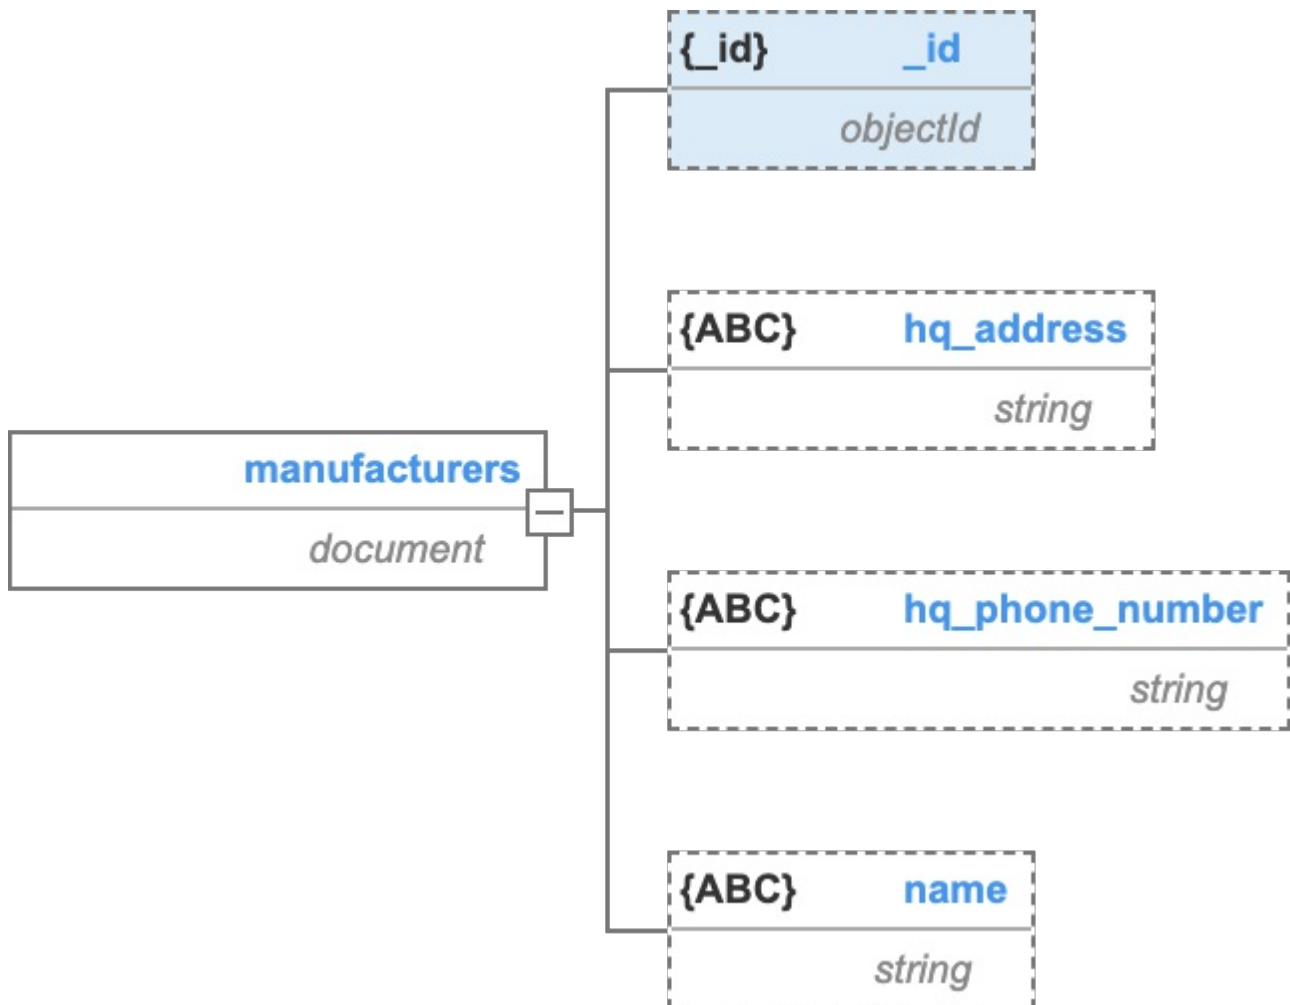 {_id} _id
objectId
{ABC} hq_address
string
manufacturers
document
{ABC} hq_phone_number
string
{ABC} name
string